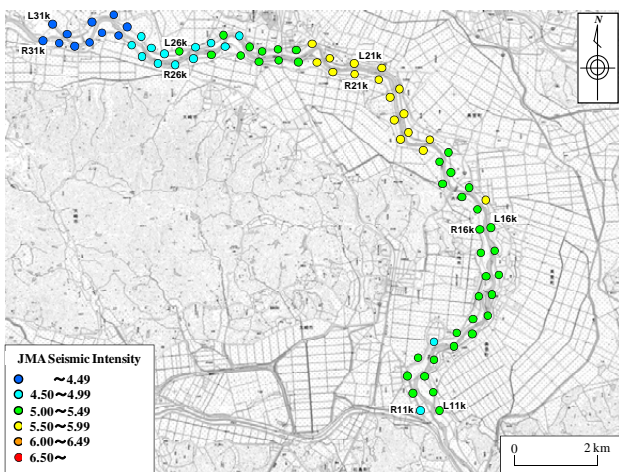 L31k
R31k
L26k
R26k
L21k
R21k
N
L16k
R16k
R11k
L11k
JMA Seismic Intensity
～4.49
4.50～4.99
5.00～5.49
5.50～5.99
6.00～6.49
6.50～
0 2 km